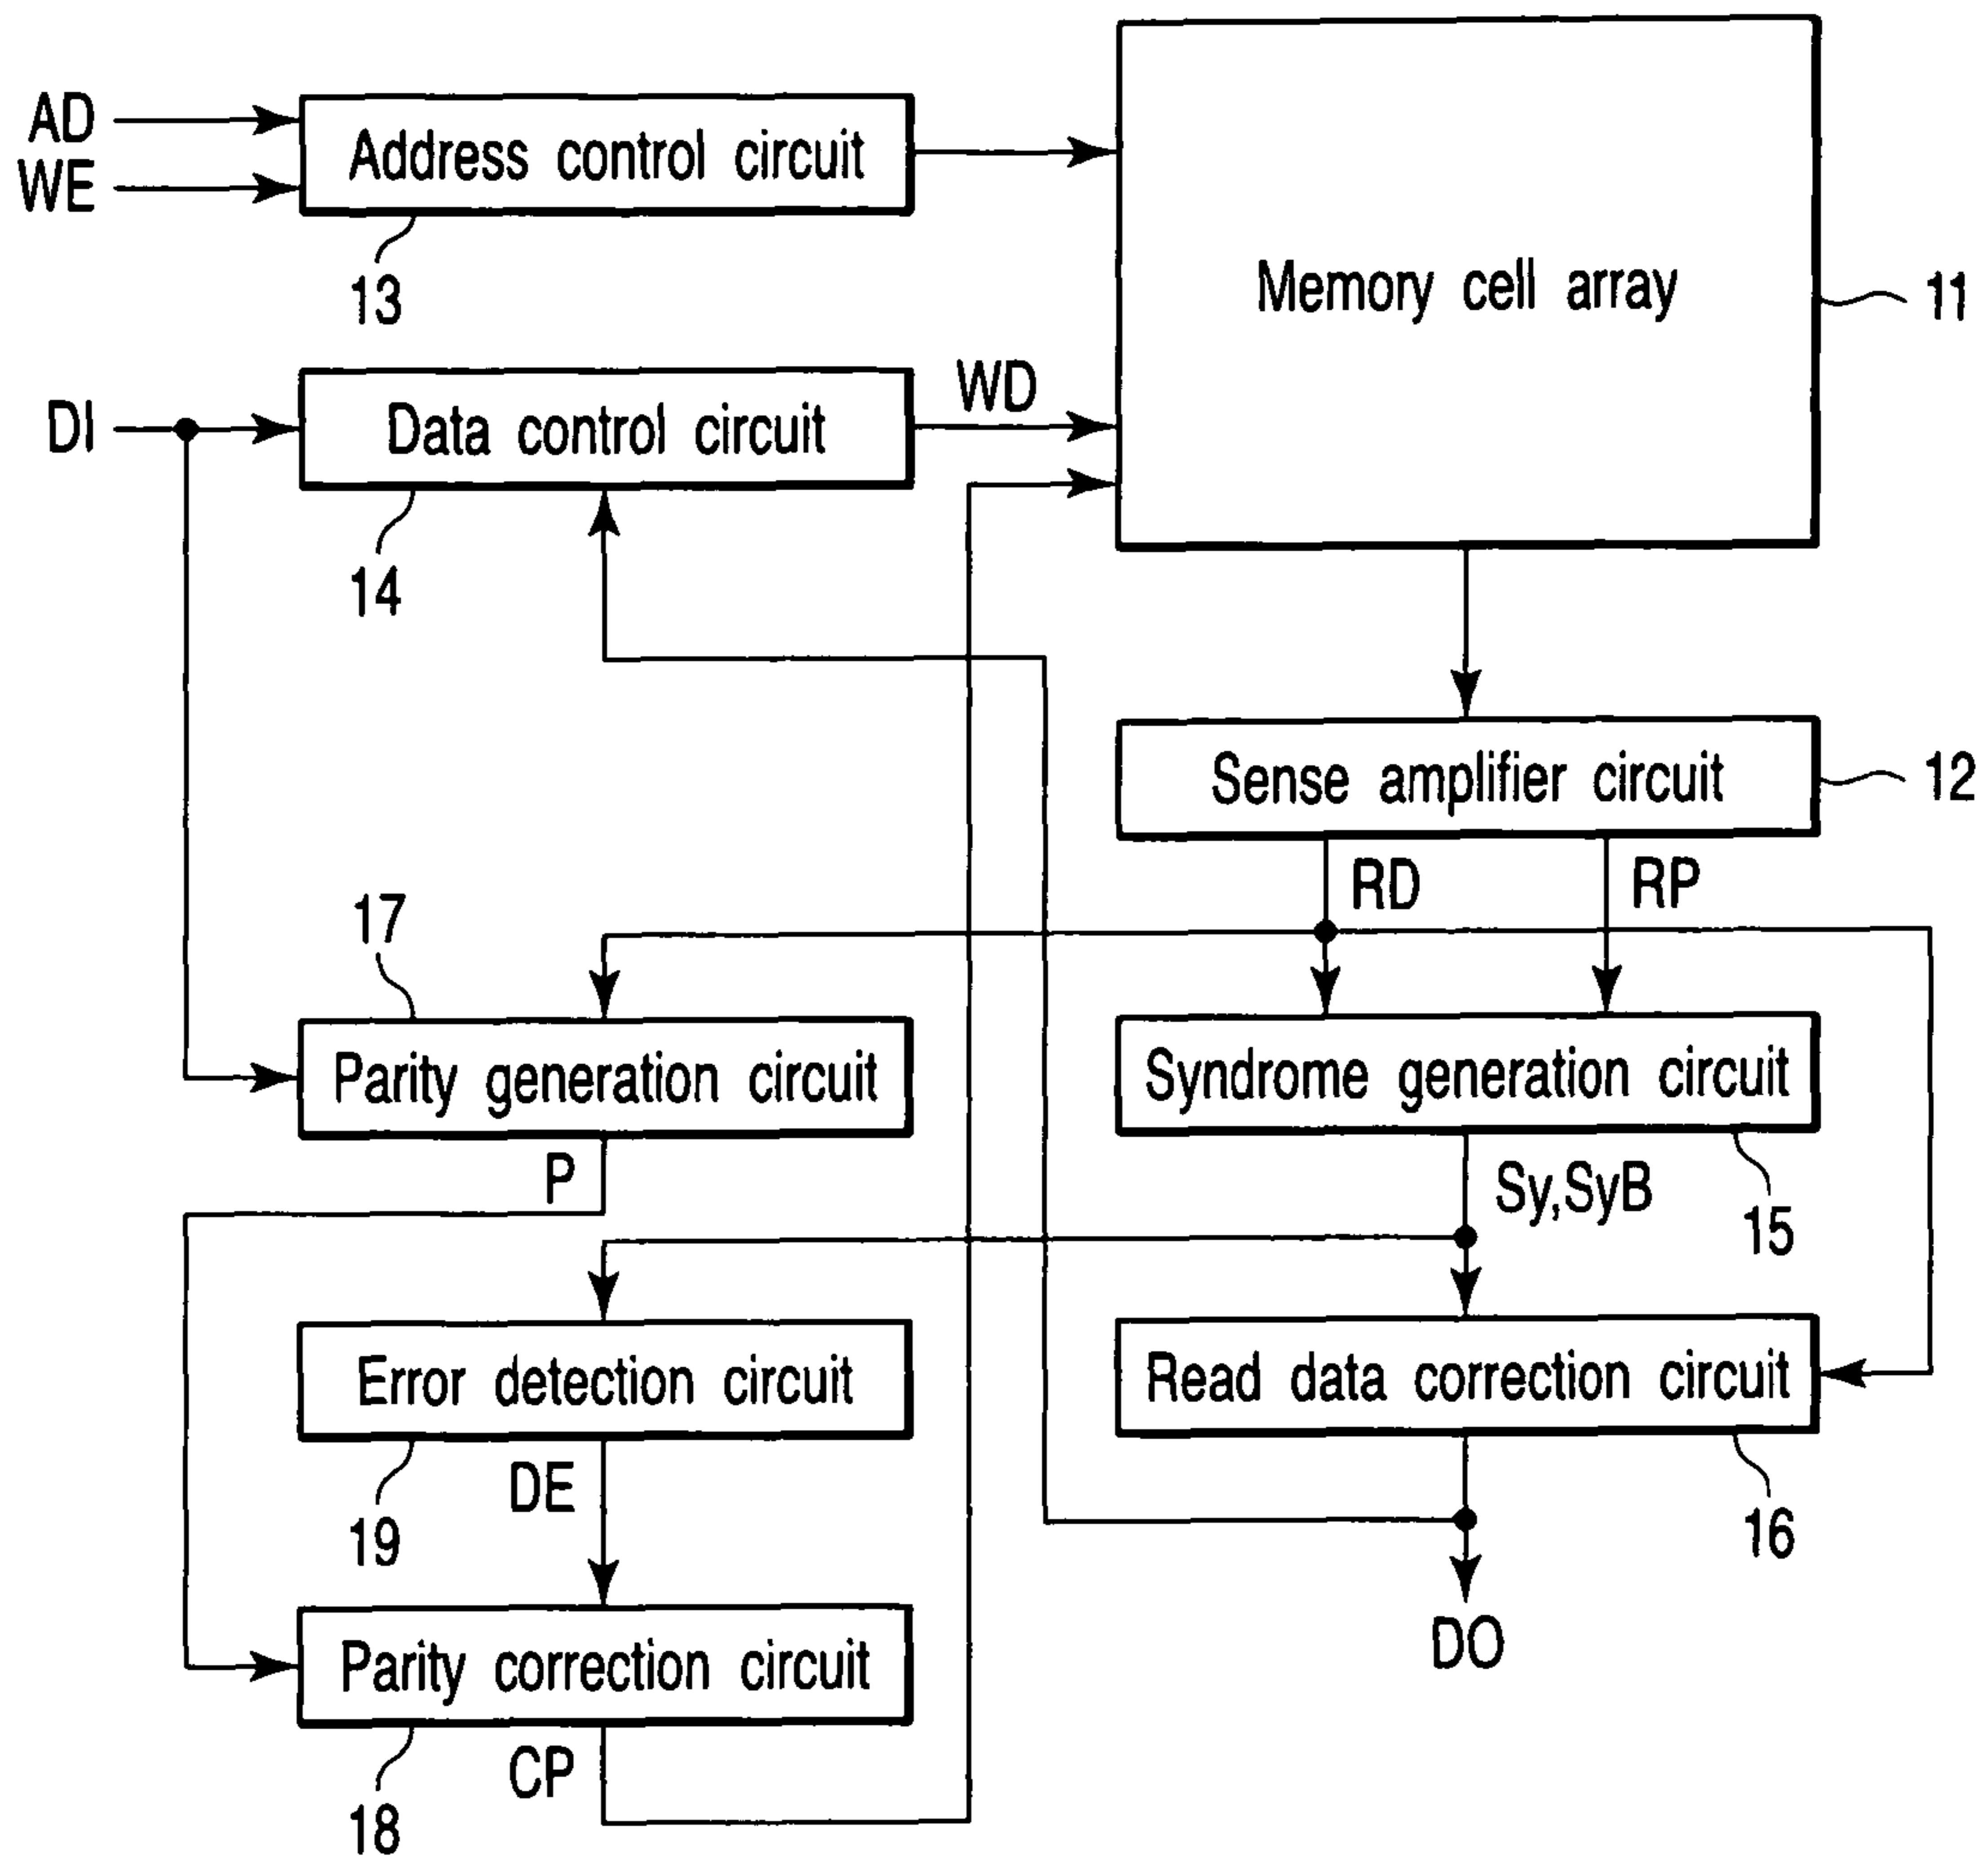 AD
WE
Address control circuit
13
Memory cell array
11
DI
Data control circuit
WD
14
Sense amplifier circuit
12
RD
RP
17
Parity generation circuit
Syndrome generation circuit
P
Sy,SyB
15
Error detection circuit
Read data correction circuit
DE
19
16
DO
Parity correction circuit
CP
18